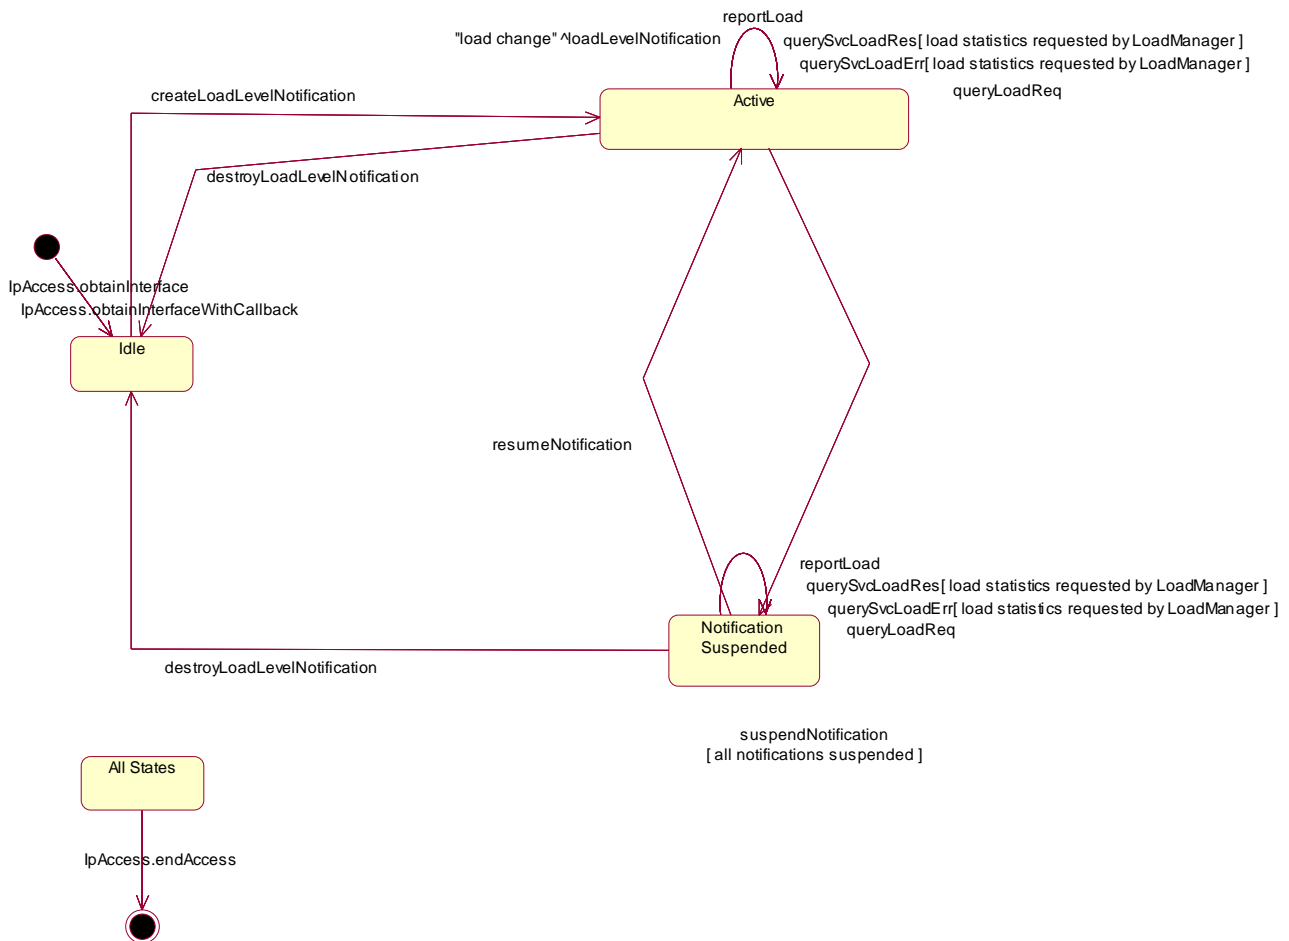 reportLoad
"load change" ^loadLevelNotification
querySvcLoadRes[ load statistics requested by LoadManager ]
querySvcLoadErr[ load statistics requested by LoadManager ]
queryLoadReq
createLoadLevelNotification
Active
destroyLoadLevelNotification
IpAccess.obtainInterface
IpAccess.obtainInterfaceWithCallback
Idle
resumeNotification
reportLoad
querySvcLoadRes[ load statistics requested by LoadManager ]
querySvcLoadErr[ load statistics requested by LoadManager ]
queryLoadReq
Notification
Suspended
destroyLoadLevelNotification
suspendNotification
[ all notifications suspended ]
All States
IpAccess.endAccess